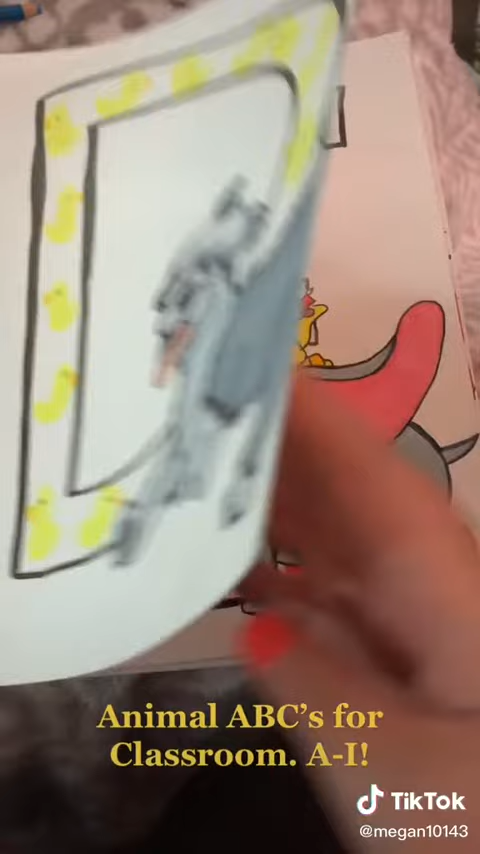 D
Animal ABC's for
Classroom. A-I!
TikTok
@megan10143